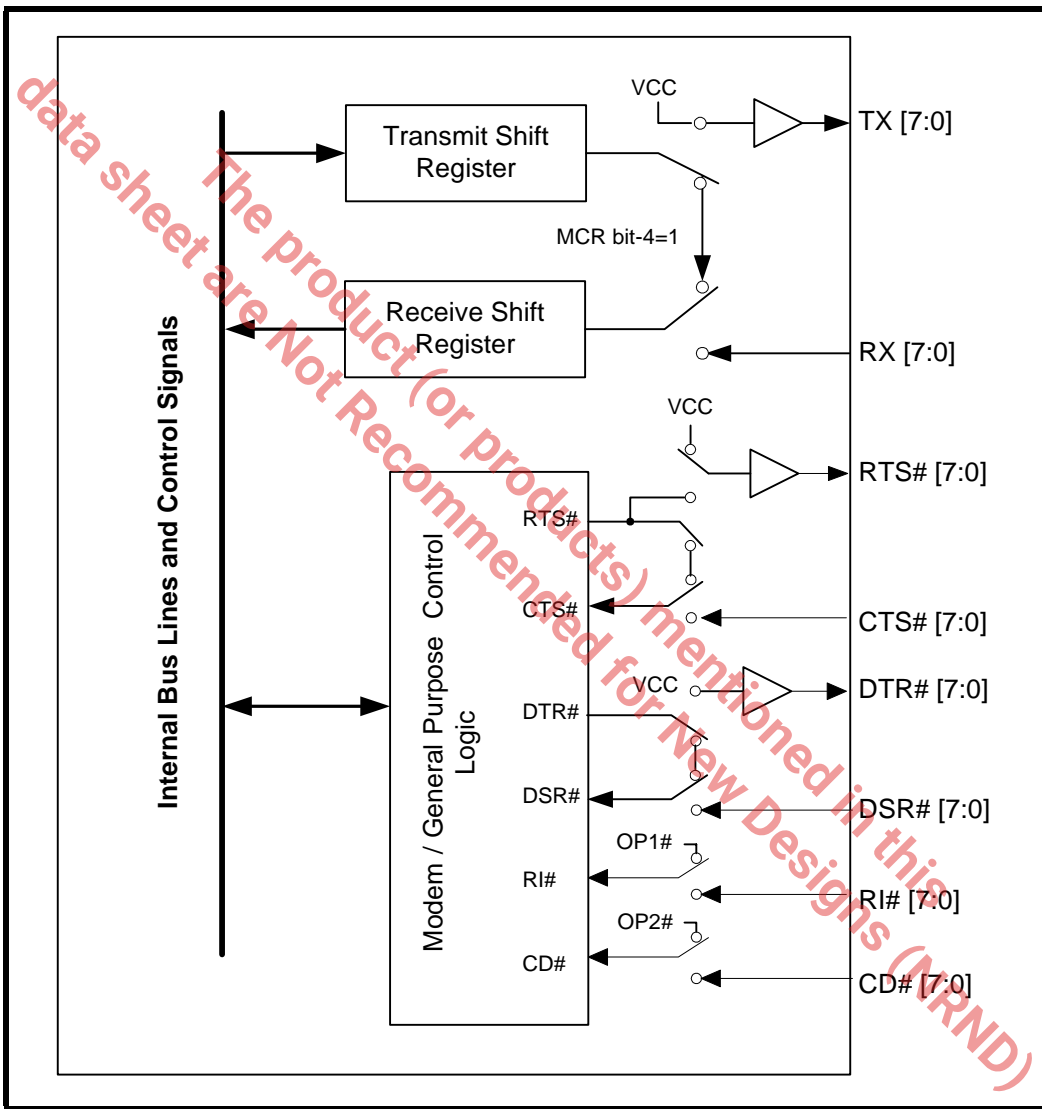 VCC
TX [7:0]
Transmit Shift
Register
MCR bit-4=1
Receive Shift
Register
RX [7:0]
VCC
RTS# [7:0]
RTS#
CTS#
CTS# [7:0]
VCC
DTR# [7:0]
DTR#
DSR#
DSR# [7:0]
OP1#
RI#
RI# [7:0]
OP2#
CD#
CD# [7:0]
Internal Bus Lines and Control Signals
Modem / General Purpose Control
Logic
The product (or products) mentioned in this
data sheet are Not Recommended for New Designs (NRND)